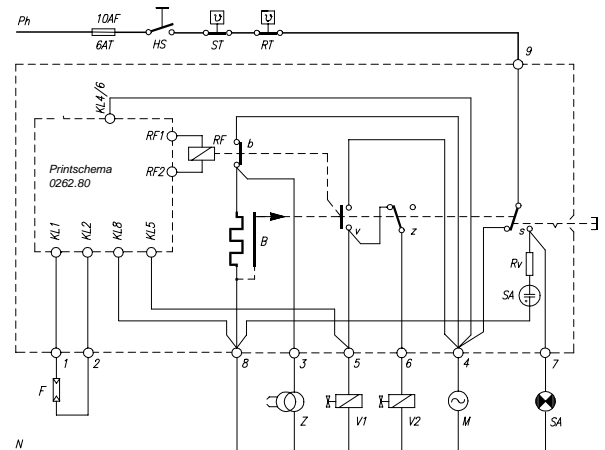 Ph
10AF
6AT
HS
ST
RT
9
KL4/6
RF1
RF
b
Printschema
0262.80
RF2
KL1
KL2
KL8
KL5
B
v
z
s
Rv
SA
1
2
8
3
5
6
4
7
F
Z
V1
V2
M
SA
N